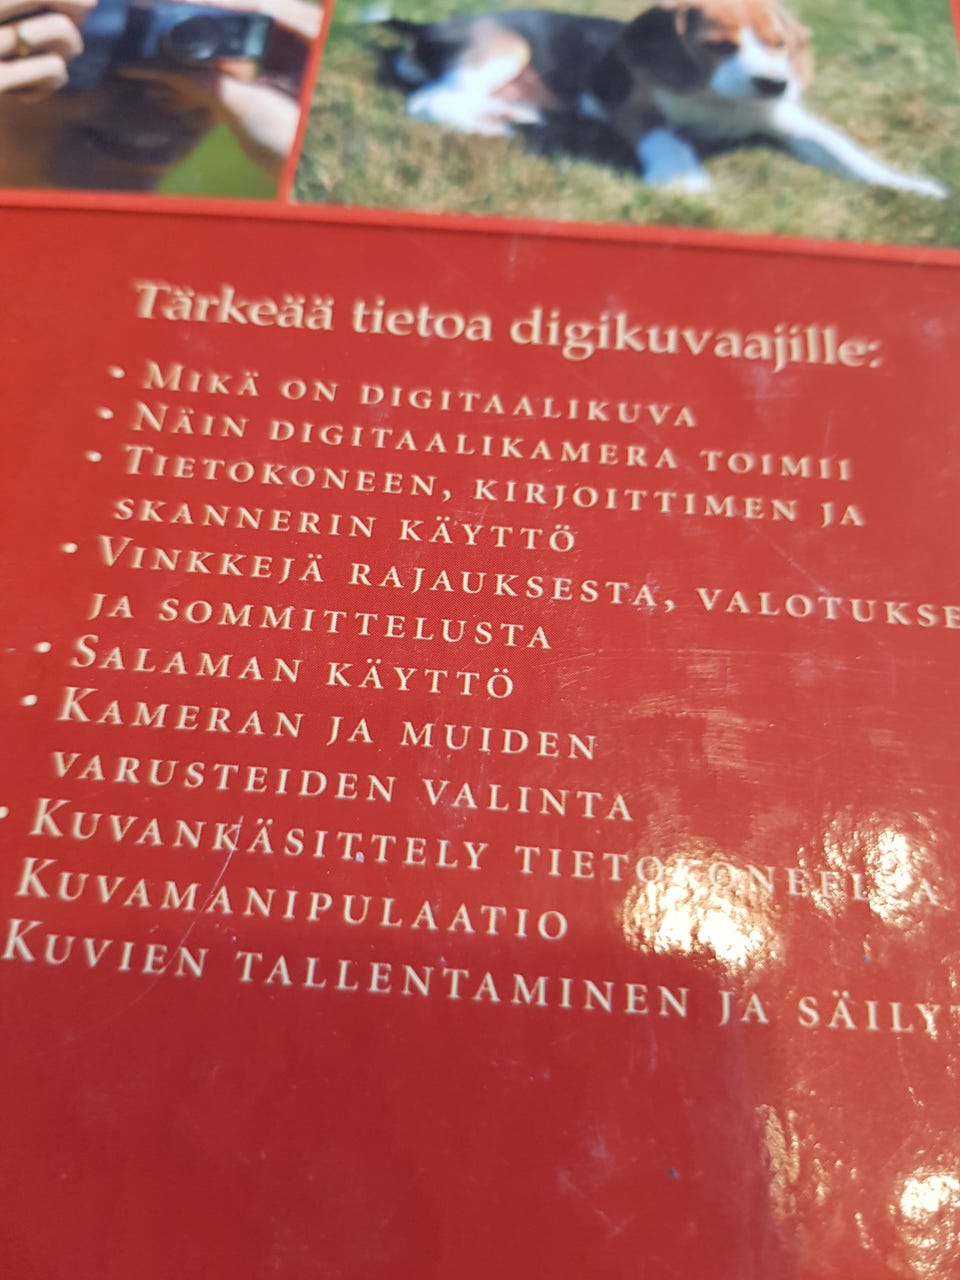 Tärkeää tietoa digikuvaajille:
• MIKÄ ON DIGITAALIKUVA
• NÄIN DIGITAALIKAMERA TOIMII
• TIETOKONEEN, KIRJOITTIMEN JA
SKANNERIN KÄYTTÖ
• VINKKEJÄ RAJAUKSESTA,
JA SOMMITTELUSTA
• SALAMAN KÄYTTÖ
• KAMERAN JA MUIDEN
VARUSTEIDEN VALINTA
• KUVANKÄSITTELY TIETOKONEELLA
KUVAMANIPULAATIO
KUVIEN TALLENTAMINEN JA